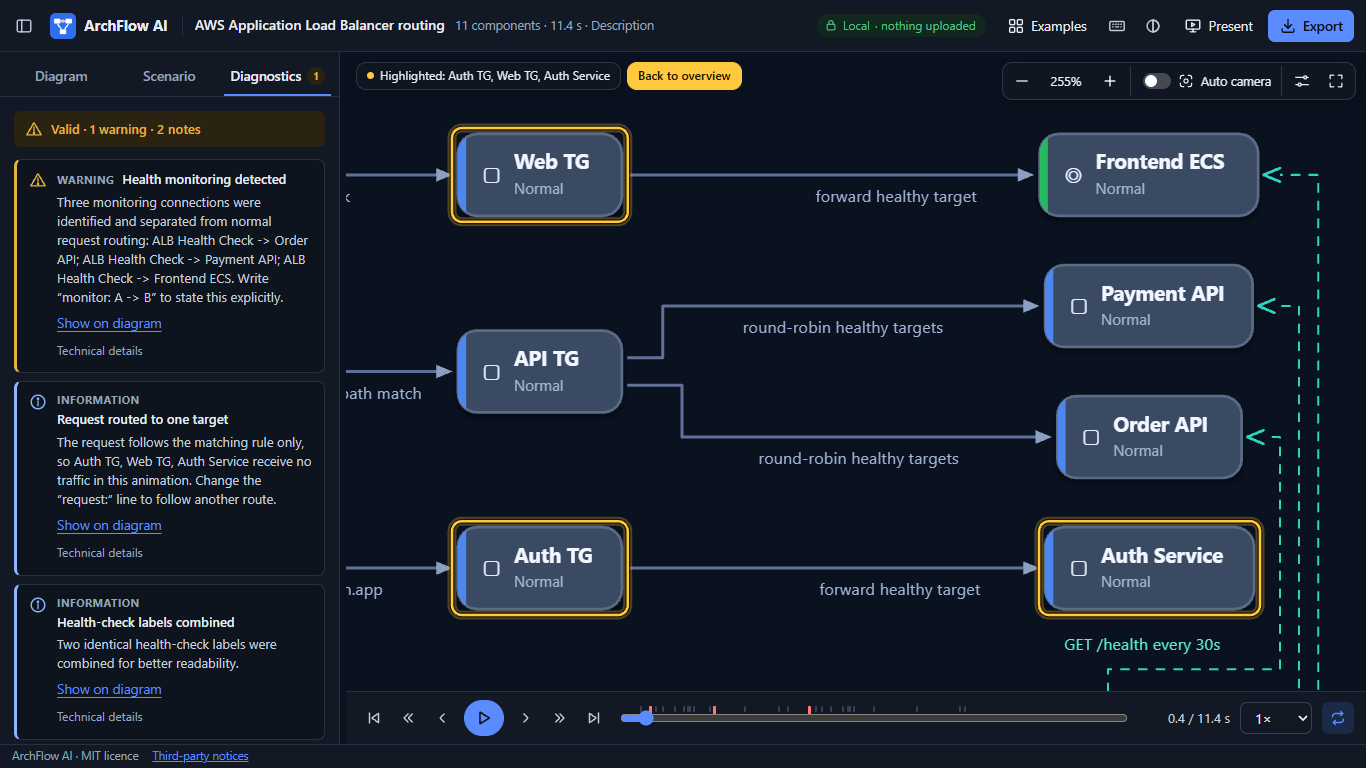 ArchFlow AI
AWS Application Load Balancer routing
11 components · 11.4 s · Description
Local · nothing uploaded
Examples
Present
Export
Diagram
Scenario
Diagnostics 1
Valid · 1 warning · 2 notes
WARNING Health monitoring detected
Three monitoring connections were
identified and separated from normal
request routing: ALB Health Check -> Order
API; ALB Health Check -> Payment API; ALB
Health Check -> Frontend ECS. Write
“monitor: A -> B” to state this explicitly.
Show on diagram
Technical details
INFORMATION
Request routed to one target
The request follows the matching rule only,
so Auth TG, Web TG, Auth Service receive no
traffic in this animation. Change the
“request:” line to follow another route.
Show on diagram
Technical details
INFORMATION
Health-check labels combined
Two identical health-check labels were
combined for better readability.
Show on diagram
Technical details
Highlighted: Auth TG, Web TG, Auth Service
Back to overview
255%
Auto camera
Web TG
Normal
forward healthy target
Frontend ECS
Normal
Payment API
Normal
round-robin healthy targets
API TG
Normal
path match
Order API
Normal
round-robin healthy targets
Auth TG
Normal
n.app
forward healthy target
Auth Service
Normal
GET /health every 30s
0.4 / 11.4 s
1×
ArchFlow AI · MIT licence
Third-party notices